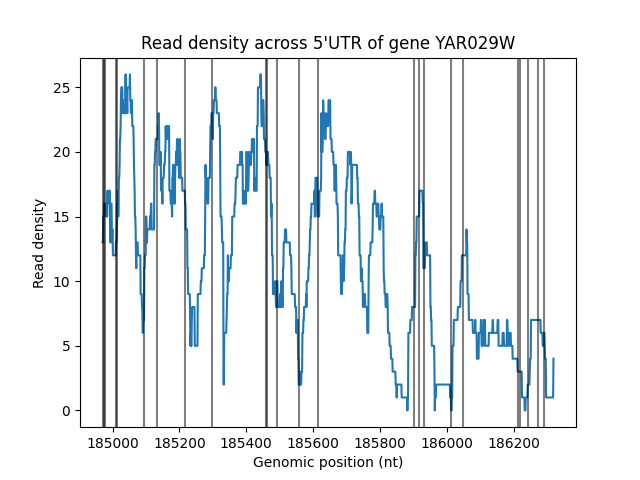 Read density across 5'UTR of gene YAR029W
Read density
25
20
15
10
5
0
185000 185200 185400 185600 185800 186000 186200
Genomic position (nt)